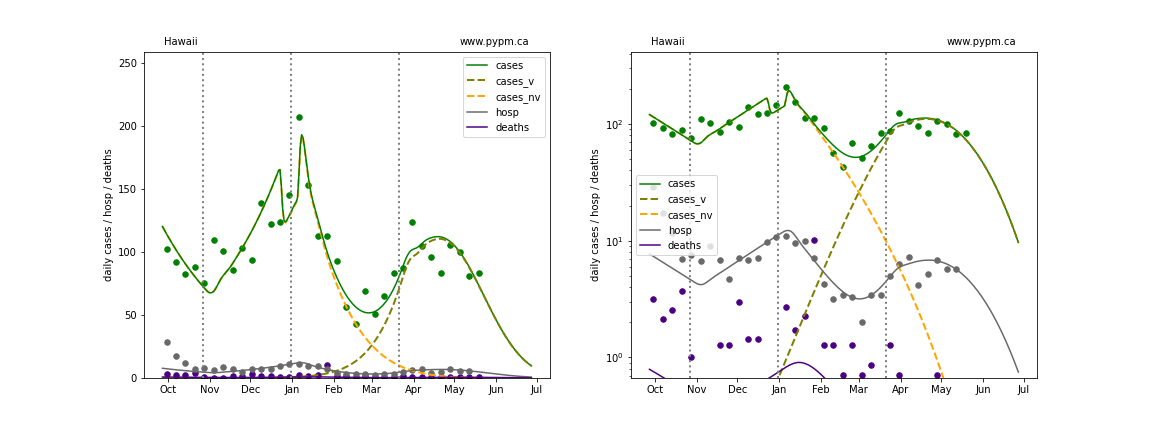 Hawaii www.pypm.ca
250
200
150
100
50
0
daily cases / hosp / deaths
cases
cases_v
cases_nv
hosp
deaths
Oct Nov Dec Jan Feb Mar Apr May Jun Jul
Hawaii www.pypm.ca
10²
10¹
10⁰
daily cases / hosp / deaths
cases
cases_v
cases_nv
hosp
deaths
Oct Nov Dec Jan Feb Mar Apr May Jun Jul